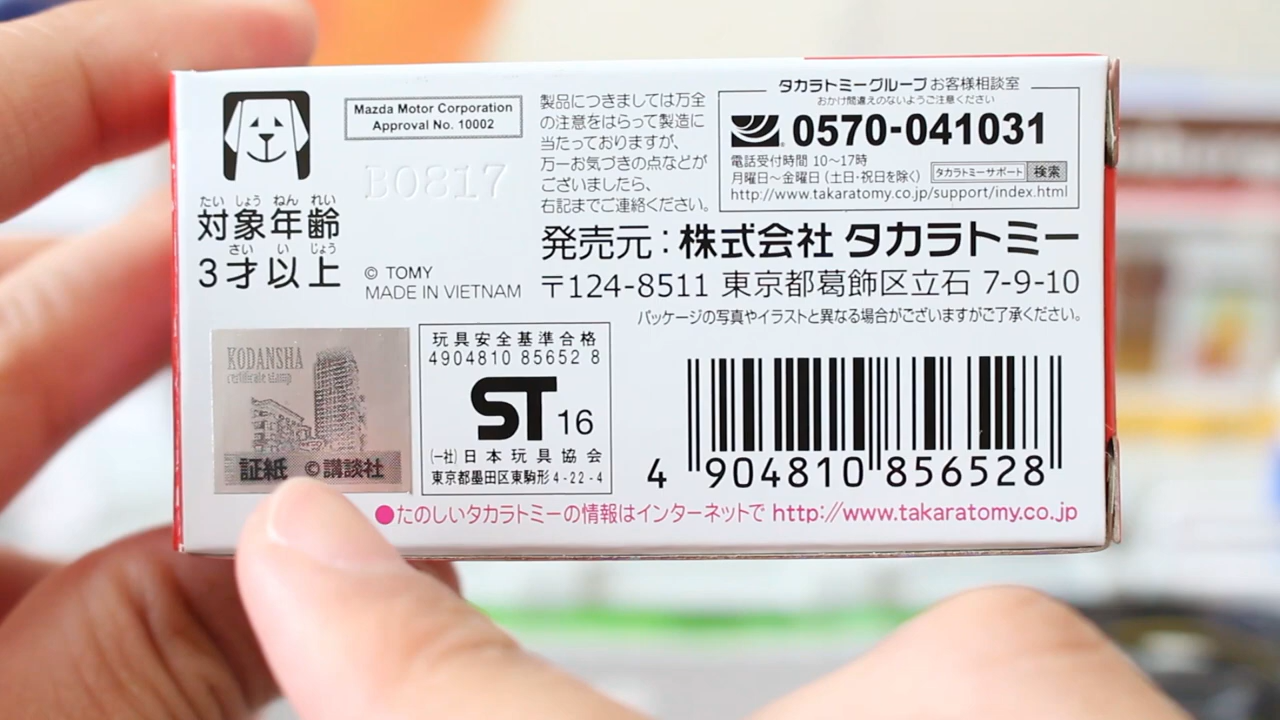 Mazda Motor Corporation
Approval No. 10002
B0817
たい しょう ねん れい
対象年齢
さい い じょう
3才以上
© TOMY
MADE IN VIETNAM
製品につきましては万全
の注意をはらって製造に
当たっておりますが、
万一お気づきの点などが
ございましたら、
右記までご連絡ください。
タカラトミーグループ お客様相談室
おかけ間違えのないようご注意ください
0570-041031
電話受付時間 10〜17時
月曜日〜金曜日 (土日・祝日を除く) タカラトミーサポート 検索
http://www.takaratomy.co.jp/support/index.html
発売元:株式会社 タカラトミー
〒124-8511 東京都葛飾区立石 7-9-10
パッケージの写真やイラストと異なる場合がございますがご了承ください。
KODANSHA
certificate stamp
証紙 ©講談社
玩具安全基準合格
4904810 85652 8
ST 16
(一社) 日本玩具協会
東京都墨田区東駒形 4-22-4
4 904810 856528
●たのしいタカラトミーの情報はインターネットで http://www.takaratomy.co.jp